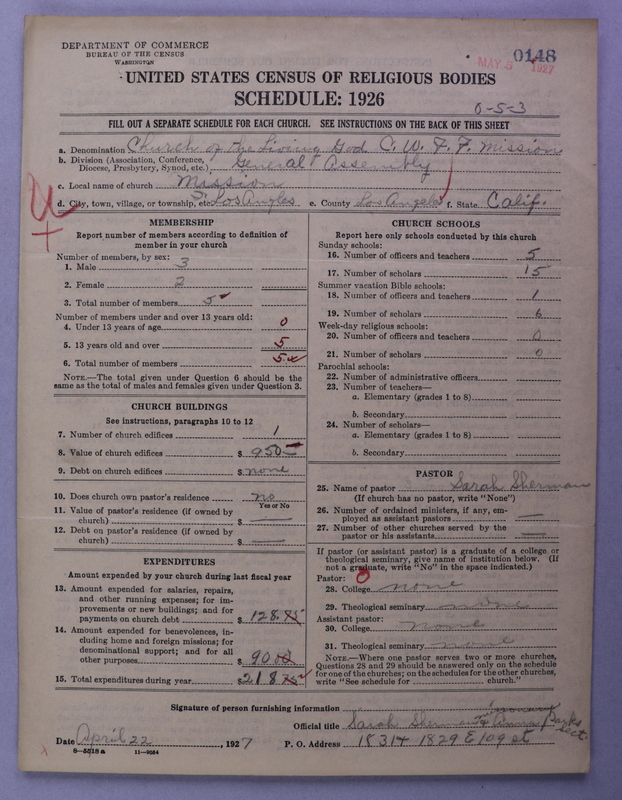 DEPARTMENT OF COMMERCE
BUREAU OF THE CENSUS
WASHINGTON
0148
MAY 5 1927
UNITED STATES CENSUS OF RELIGIOUS BODIES
SCHEDULE: 1926
0-5-3
FILL OUT A SEPARATE SCHEDULE FOR EACH CHURCH. SEE INSTRUCTIONS ON THE BACK OF THIS SHEET
a. Denomination Church of the Living God C. W. F. F. Mission
b. Division (Association, Conference, Diocese, Presbytery, Synod, etc.) General Assembly
c. Local name of church Mission
d. City, town, village, or township, etc. Los Angles e. County Los Angeles f. State Calif.
MEMBERSHIP
Report number of members according to definition of
member in your church
Number of members, by sex:
1. Male 3
2. Female 2
3. Total number of members 5
Number of members under and over 13 years old:
4. Under 13 years of age 0
5. 13 years old and over 5
6. Total number of members 5
NOTE.—The total given under Question 6 should be the
same as the total of males and females given under Question 3.
CHURCH BUILDINGS
See instructions, paragraphs 10 to 12
7. Number of church edifices 1
8. Value of church edifices $ 950
9. Debt on church edifices $ none
10. Does church own pastor's residence no
Yes or No
11. Value of pastor's residence (if owned by
church) $ —
12. Debt on pastor's residence (if owned by
church) $ —
EXPENDITURES
Amount expended by your church during last fiscal year
13. Amount expended for salaries, repairs,
and other running expenses; for im-
provements or new buildings; and for
payments on church debt $ 128.75
14. Amount expended for benevolences, in-
cluding home and foreign missions; for
denominational support; and for all
other purposes $ 90 00
15. Total expenditures during year $ 218.75
CHURCH SCHOOLS
Report here only schools conducted by this church
Sunday schools:
16. Number of officers and teachers 5
17. Number of scholars 15
Summer vacation Bible schools:
18. Number of officers and teachers 1
19. Number of scholars 6
Week-day religious schools:
20. Number of officers and teachers 0
21. Number of scholars 0
Parochial schools:
22. Number of administrative officers
23. Number of teachers—
a. Elementary (grades 1 to 8)
b. Secondary
24. Number of scholars—
a. Elementary (grades 1 to 8)
b. Secondary
PASTOR
25. Name of pastor Sarah Sherman
(If church has no pastor, write "None")
26. Number of ordained ministers, if any, em-
ployed as assistant pastors —
27. Number of other churches served by the
pastor or his assistants —
If pastor (or assistant pastor) is a graduate of a college or
theological seminary, give name of institution below. (If
not a graduate, write "No" in the space indicated.)
Pastor: 0
28. College none
29. Theological seminary none
Assistant pastor:
30. College none
31. Theological seminary none
NOTE.—Where one pastor serves two or more churches,
Questions 28 and 29 should be answered only on the schedule
for one of the churches; on the schedules for the other churches,
write "See schedule for church."
Signature of person furnishing information
Official title Sarah Sherman Anna Banks sect.
Date April 22, 1927 P. O. Address 1829 E 109 st
8—5518 a 11—9054